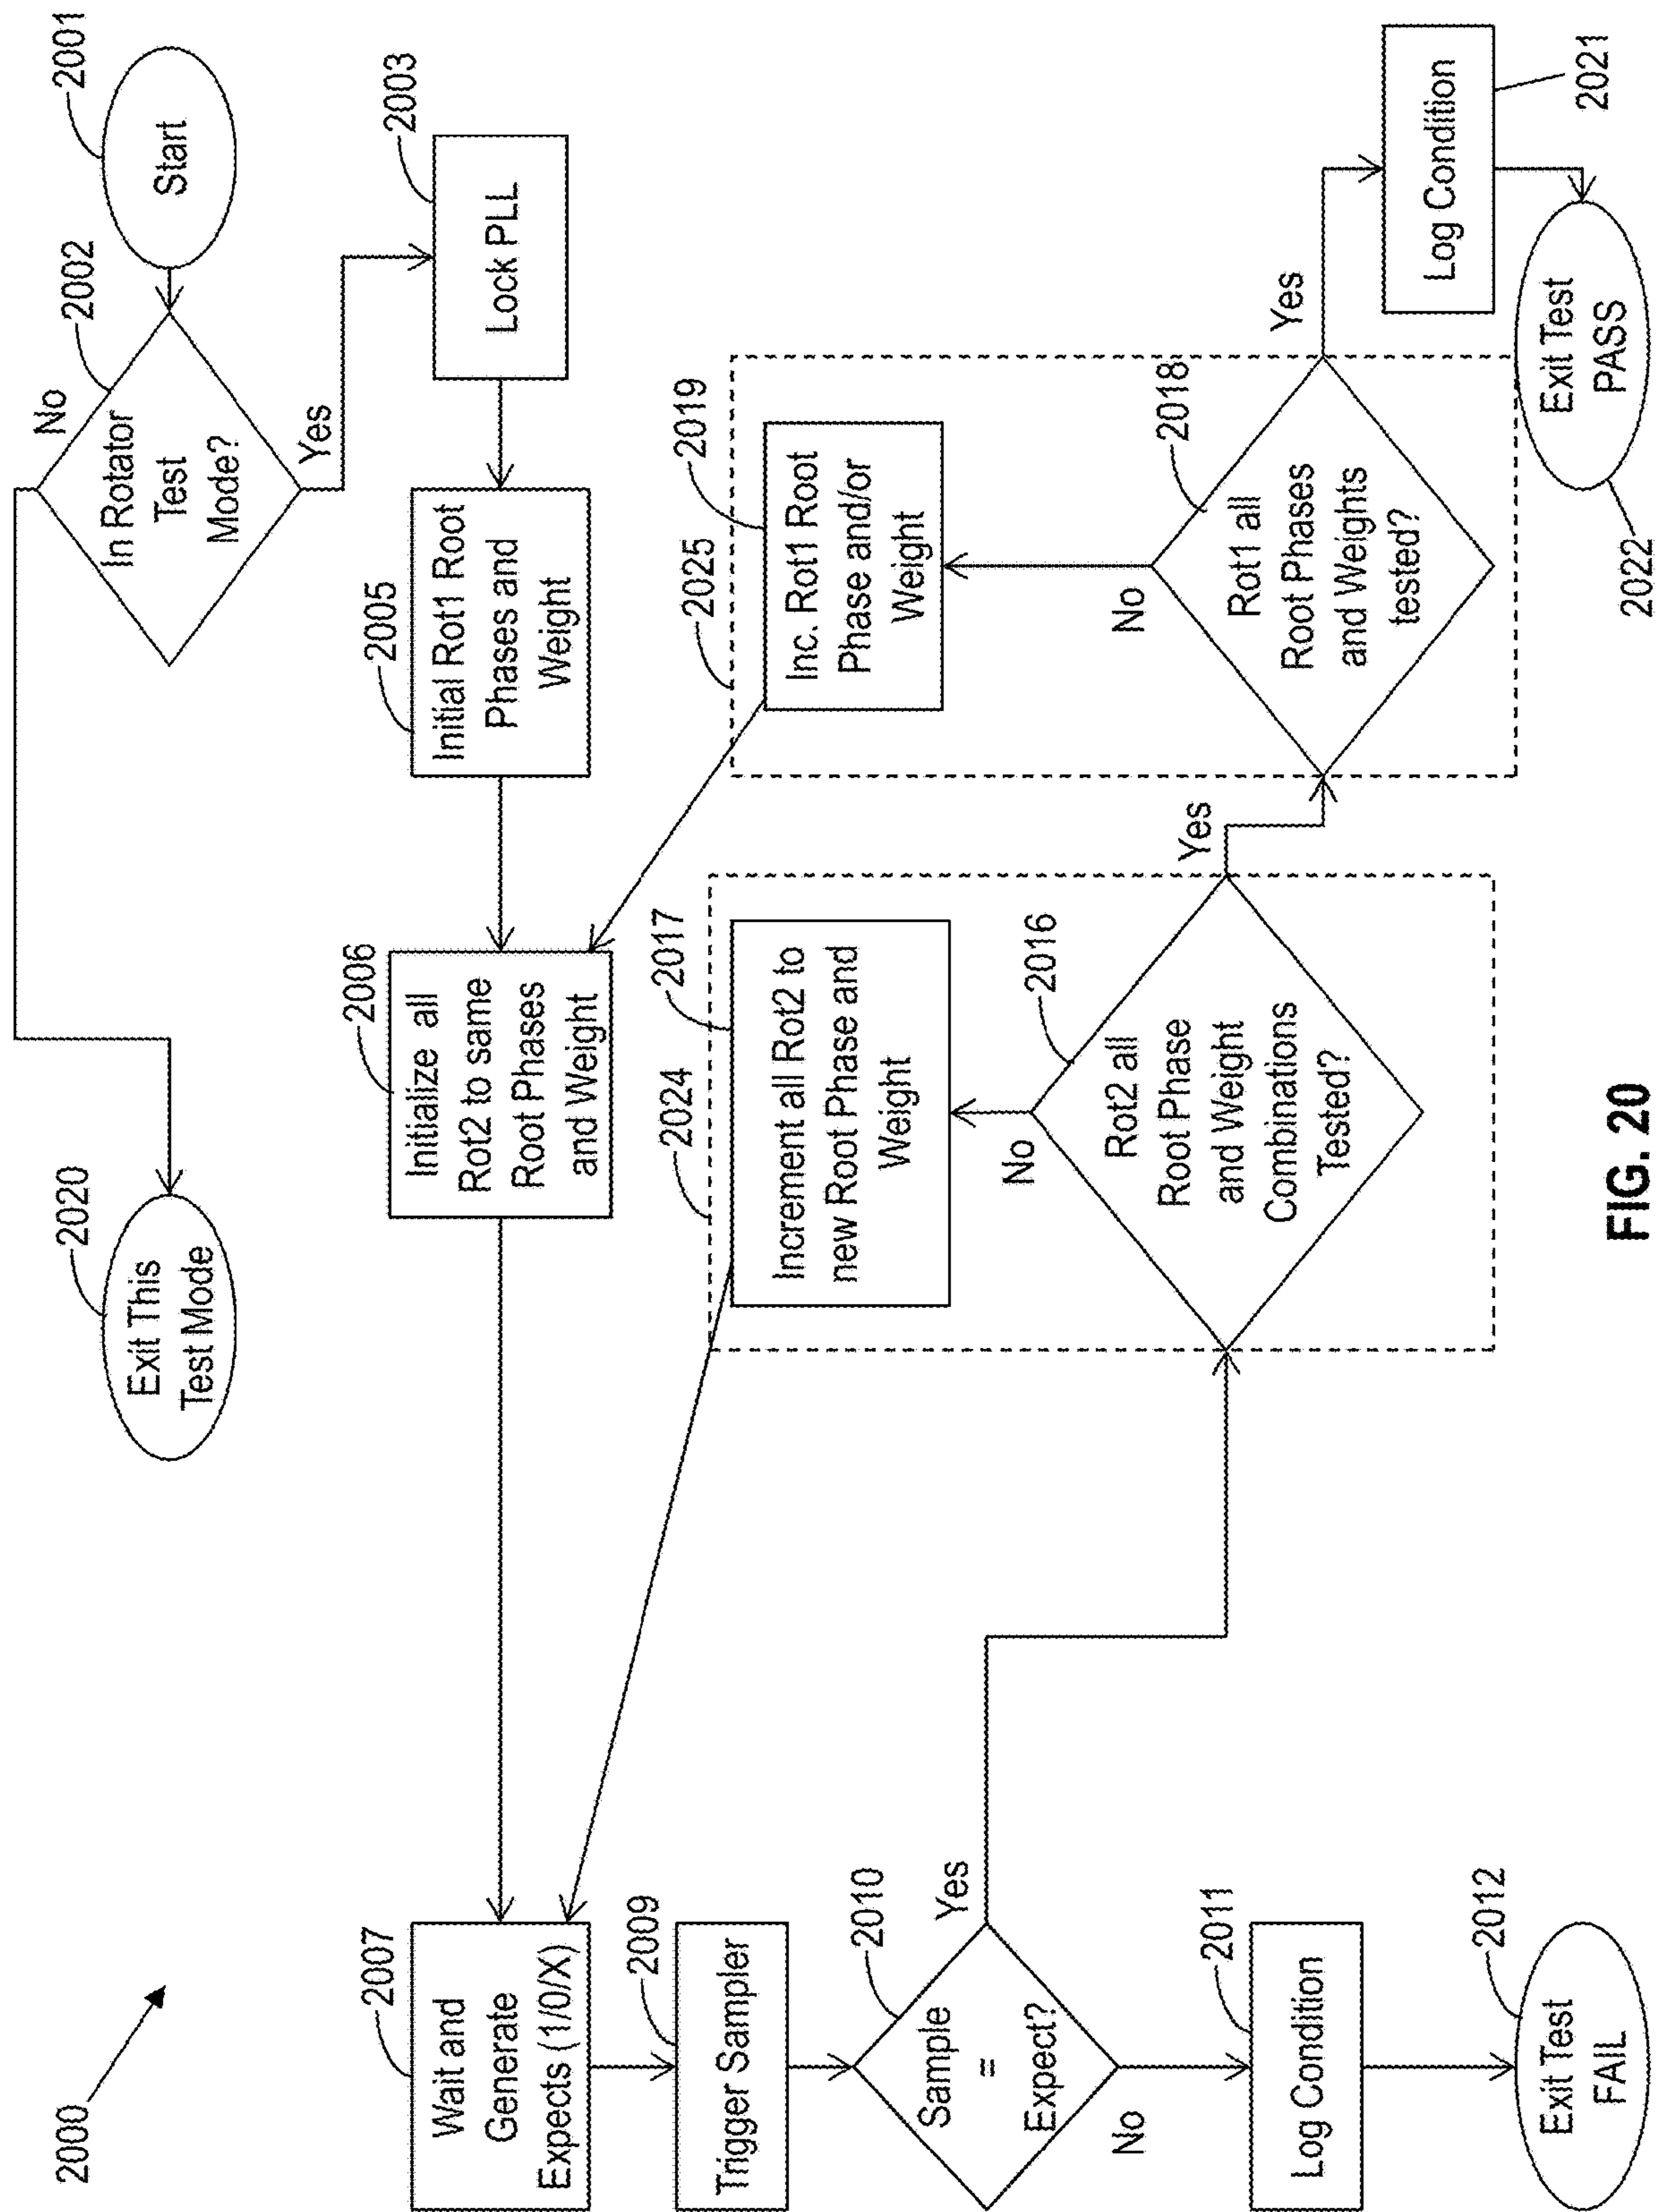 2000
2001
Start
2002
In Rotator
Test
Mode?
No
Yes
2020
Exit This
Test Mode
2003
Lock PLL
2005
Initial Rot1 Root
Phases and
Weight
2006
Initialize all
Rot2 to same
Root Phases
and Weight
2007
Wait and
Generate
Expects (1/0/X)
2009
Trigger Sampler
2010
Sample
=
Expect?
Yes
No
2011
Log Condition
2012
Exit Test
FAIL
2024
2017
Increment all Rot2 to
new Root Phase and
Weight
No
2016
Rot2 all
Root Phase
and Weight
Combinations
Tested?
Yes
2025
2019
Inc. Rot1 Root
Phase and/or
Weight
No
2018
Rot1 all
Root Phases
and Weights
tested?
Yes
Log Condition
2021
Exit Test
PASS
2022
FIG. 20